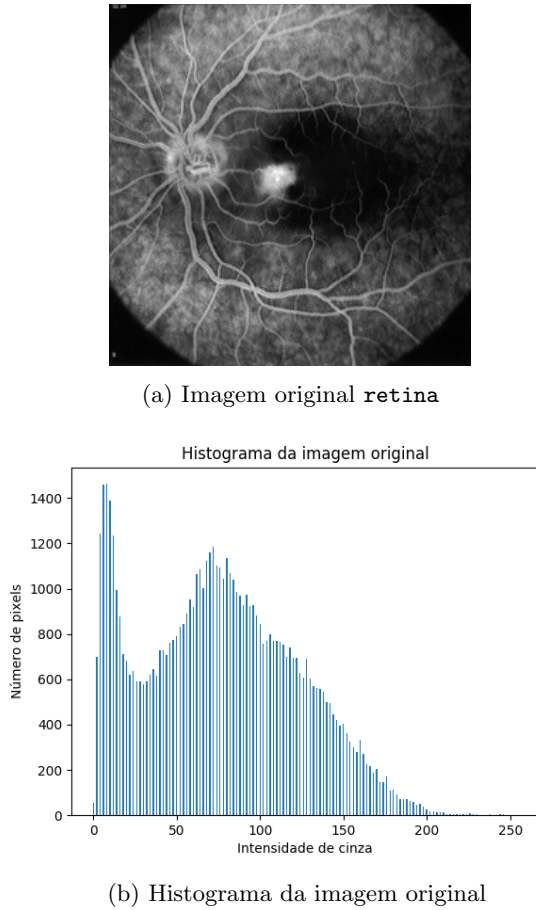 (a) Imagem original retina
Histograma da imagem original
1400
1200
1000
800
600
400
200
0
Número de pixels
0 50 100 150 200 250
Intensidade de cinza
(b) Histograma da imagem original